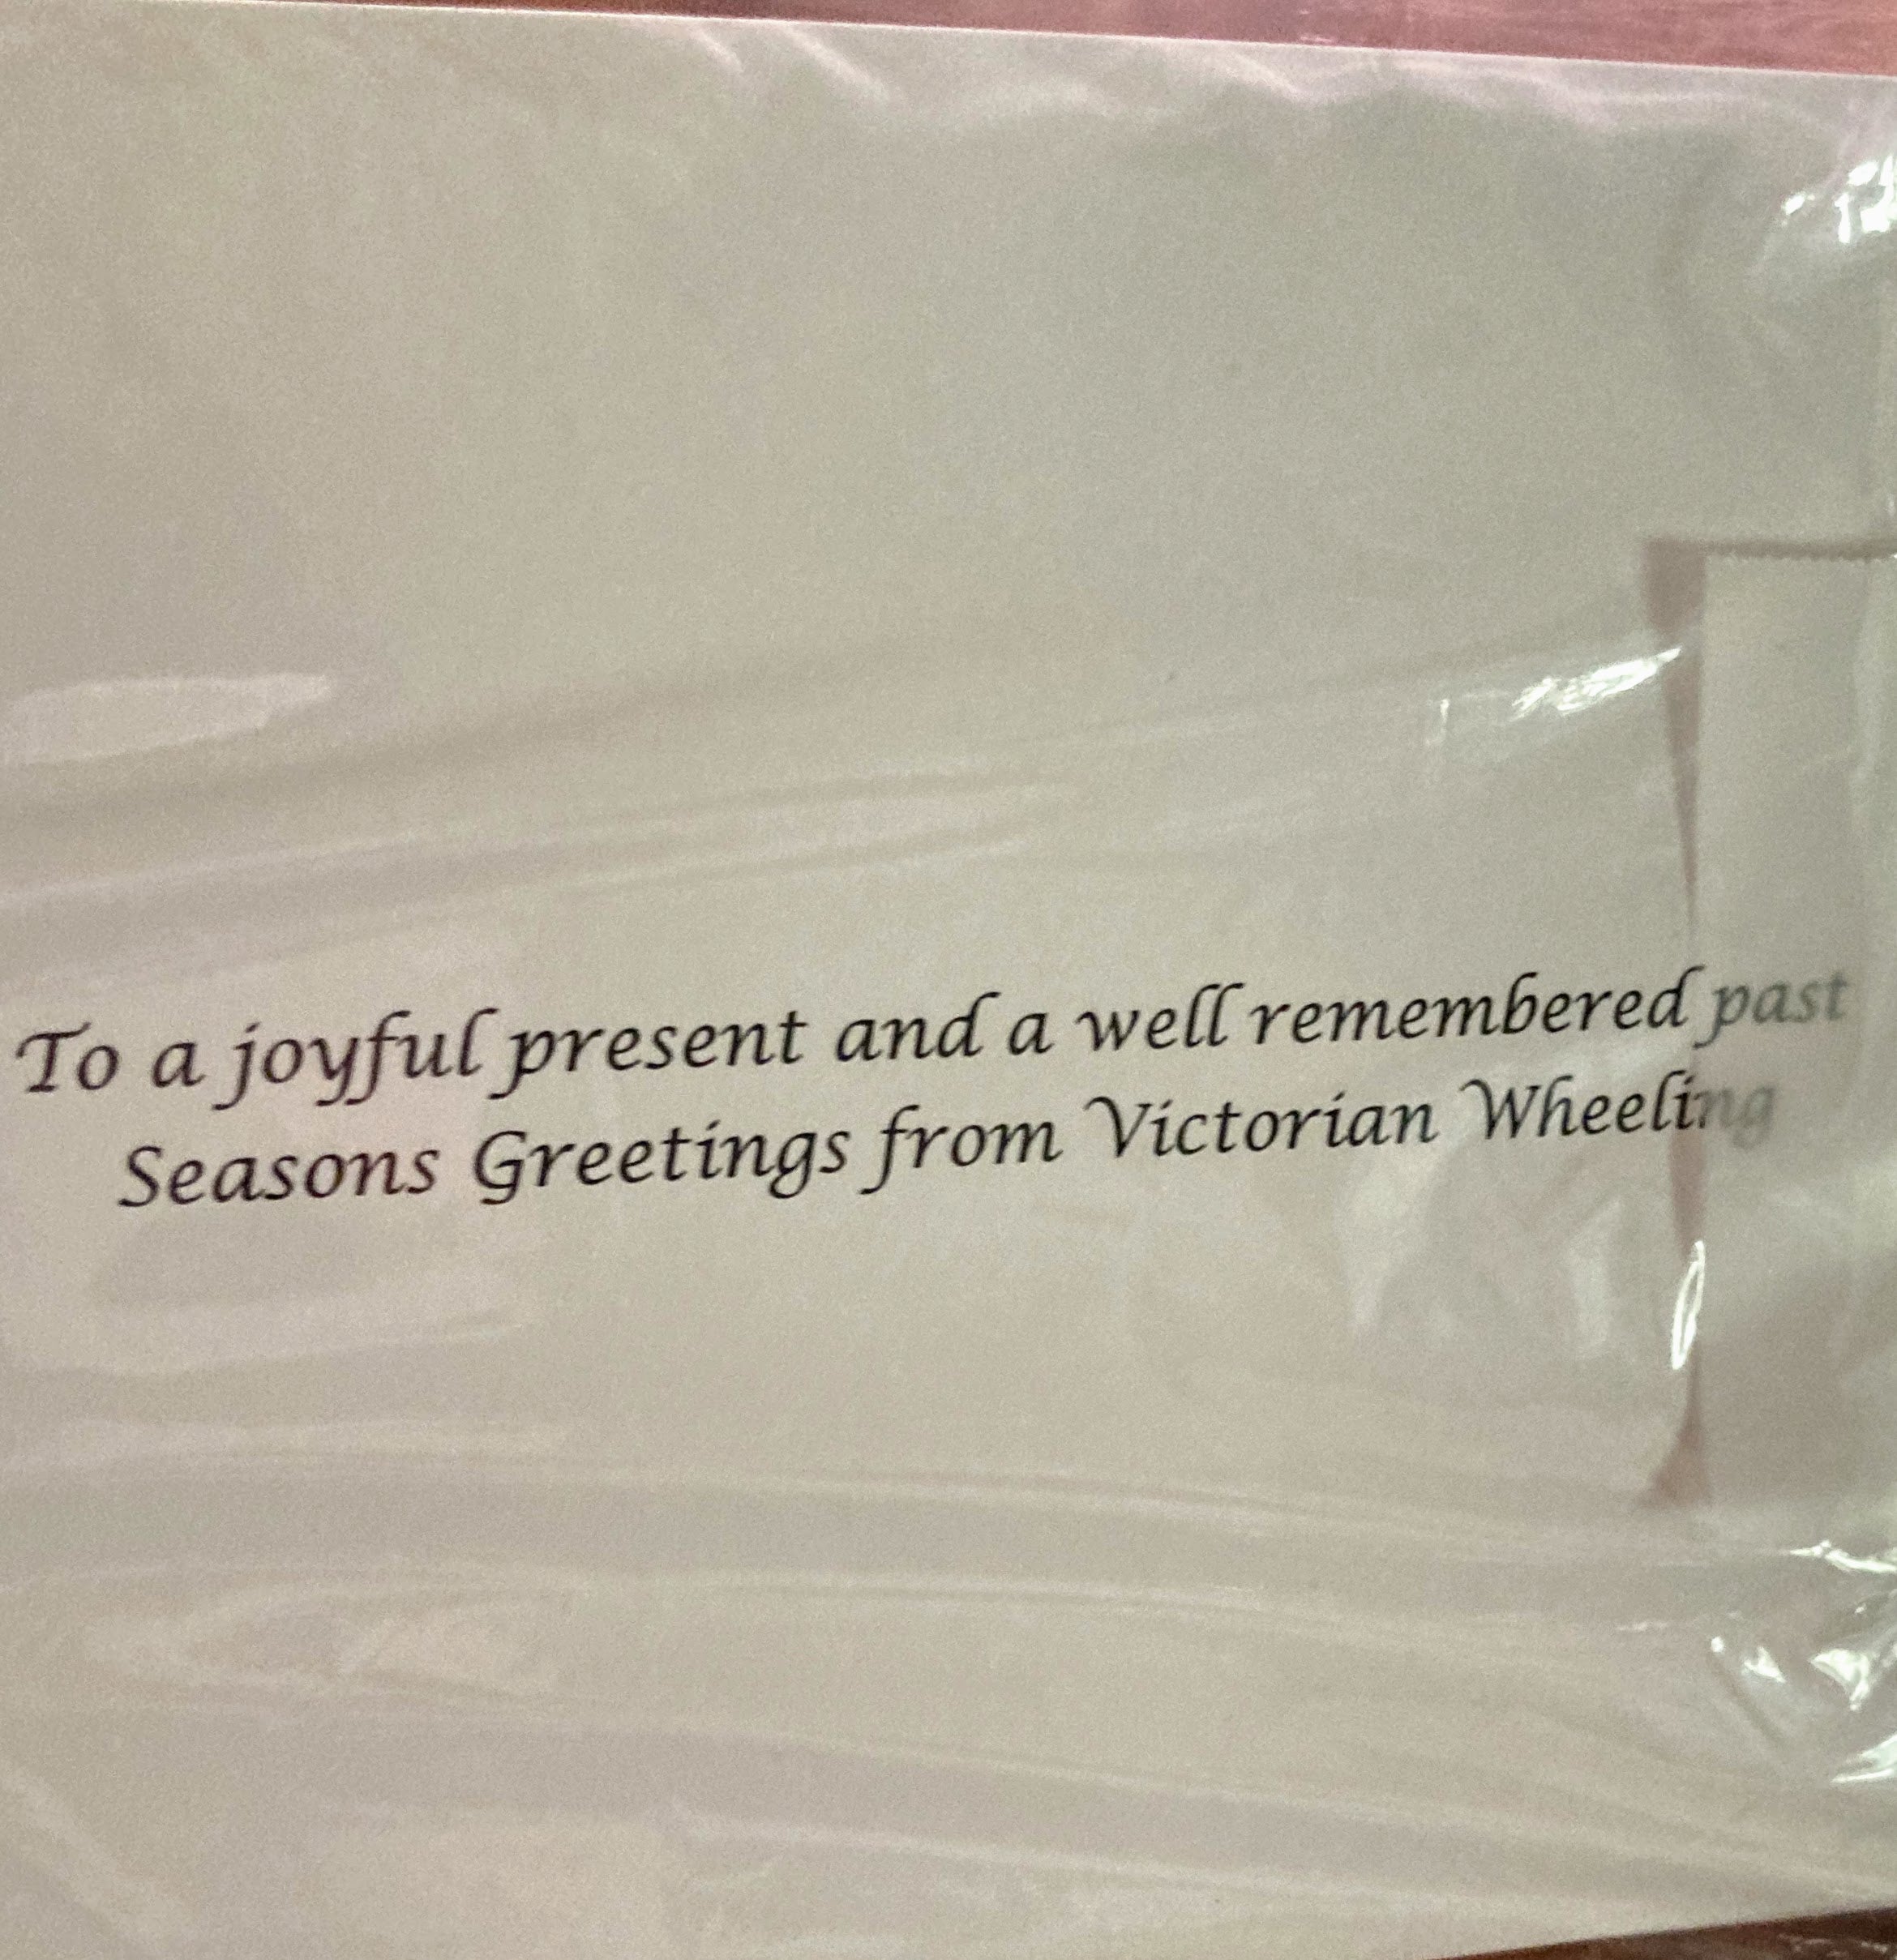 To a joyful present and a well remembered past
Seasons Greetings from Victorian Wheeling